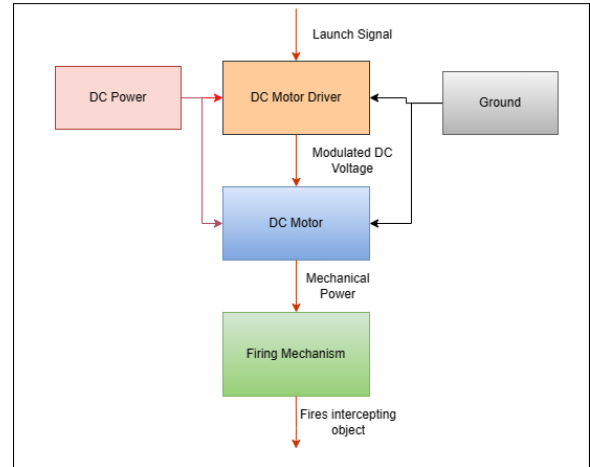 Launch Signal
DC Power
DC Motor Driver
Ground
Modulated DC
Voltage
DC Motor
Mechanical
Power
Firing Mechanism
Fires intercepting
object